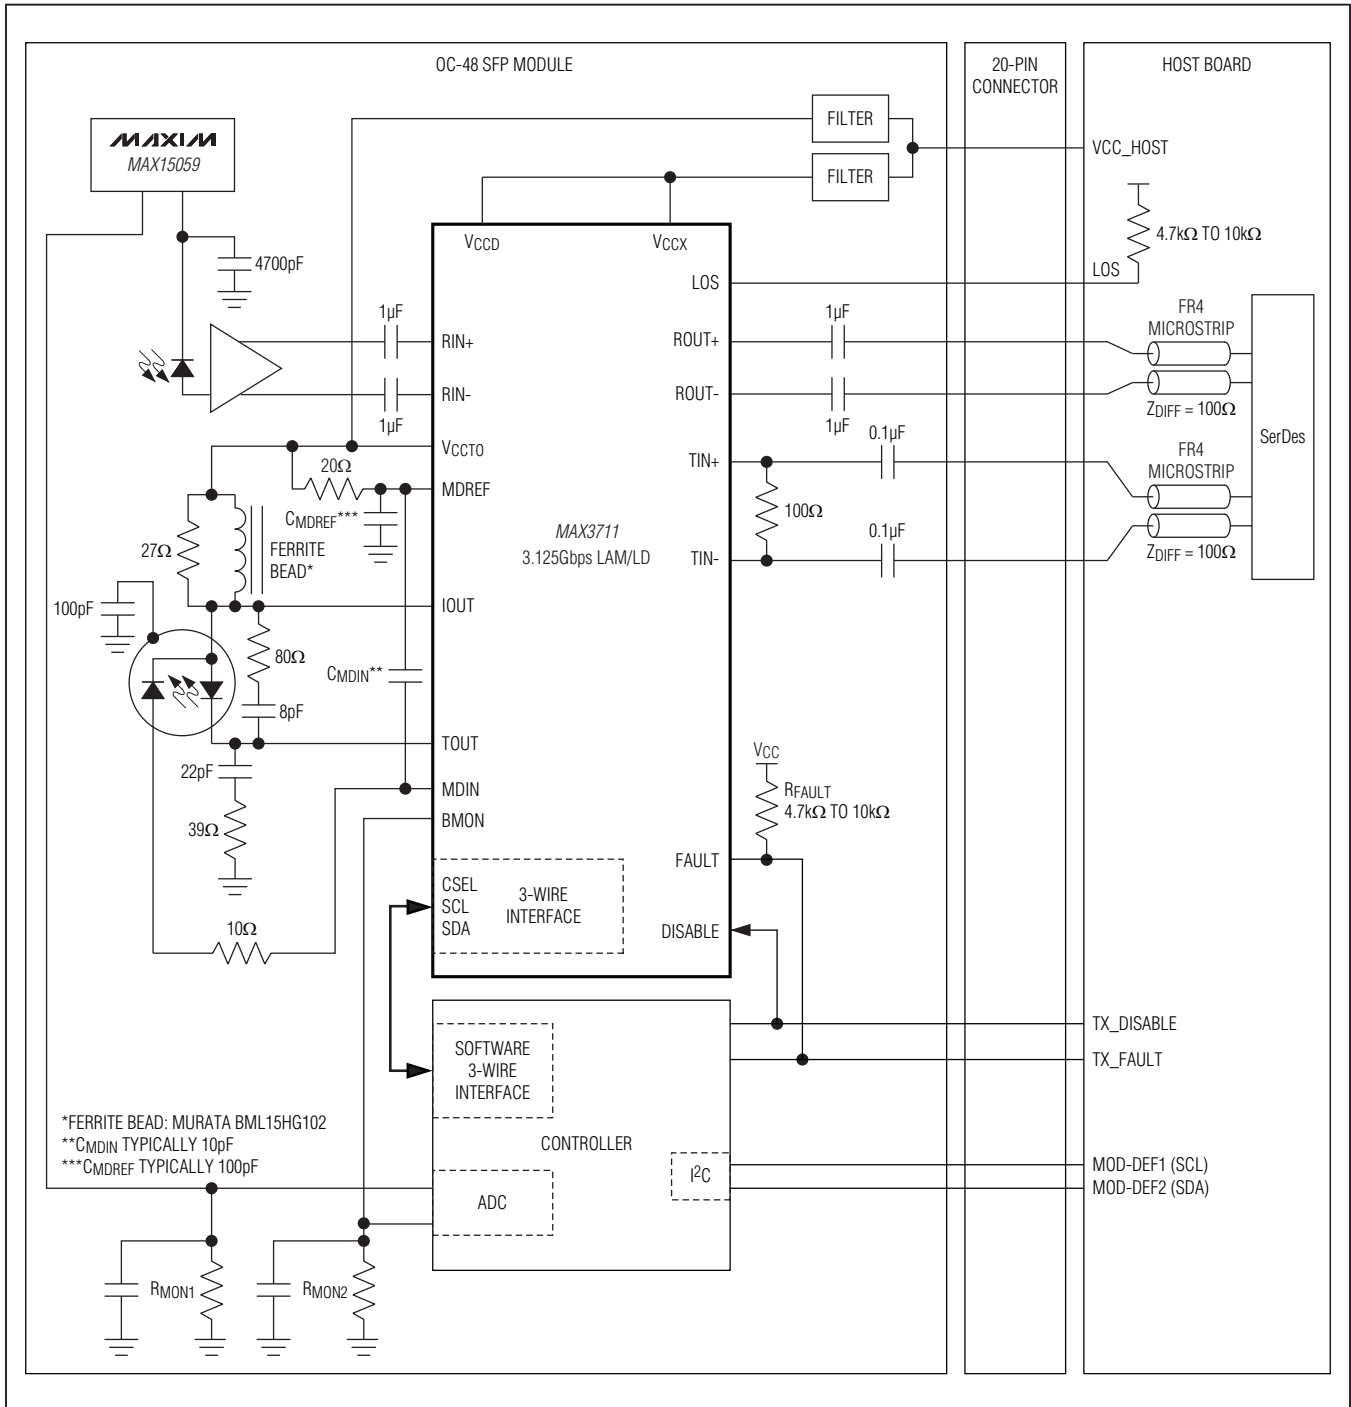 OC-48 SFP MODULE
20-PIN
CONNECTOR
HOST BOARD
MAXIM
MAX15059
FILTER
FILTER
VCC_HOST
4.7kΩ TO 10kΩ
LOS
4700pF
VCCD
VCCX
LOS
1µF
RIN+
RIN-
1µF
1µF
ROUT+
ROUT-
1µF
FR4
MICROSTRIP
ZDIFF = 100Ω
SerDes
VCCTO
20Ω
MDREF
CMDREF***
TIN+
0.1µF
100Ω
0.1µF
TIN-
FR4
MICROSTRIP
ZDIFF = 100Ω
MAX3711
3.125Gbps LAM/LD
27Ω
FERRITE
BEAD*
100pF
IOUT
80Ω
CMDIN**
8pF
TOUT
22pF
MDIN
BMON
39Ω
VCC
RFAULT
4.7kΩ TO 10kΩ
FAULT
DISABLE
CSEL
SCL
SDA
3-WIRE
INTERFACE
10Ω
SOFTWARE
3-WIRE
INTERFACE
TX_DISABLE
TX_FAULT
CONTROLLER
I²C
MOD-DEF1 (SCL)
MOD-DEF2 (SDA)
ADC
*FERRITE BEAD: MURATA BML15HG102
**CMDIN TYPICALLY 10pF
***CMDREF TYPICALLY 100pF
RMON1
RMON2